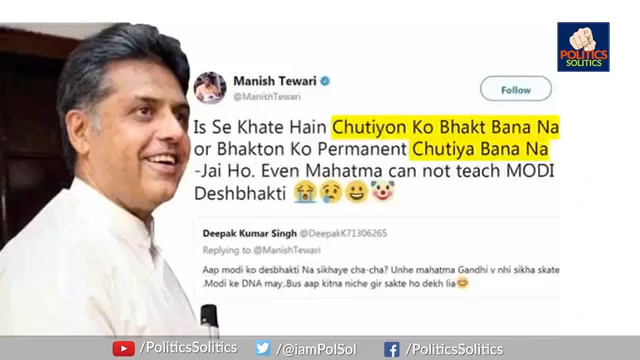 POLITICS
SOLITICS
Manish Tewari
@ManishTewari
Follow
Is Se Khate Hain Chutiyon Ko Bhakt Bana Na
or Bhakton Ko Permanent Chutiya Bana Na
-Jai Ho. Even Mahatma can not teach MODI
Deshbhakti 😭😢😀🤡
Deepak Kumar Singh @DeepakK71306265
Replying to @ManishTewari
Aap modi ko desbhakti Na sikhaye cha-cha? Unhe mahatma Gandhi v nhi sikha skate
.Modi ke DNA may..Bus aap kitna niche gir sakte ho dekh lia😊
/PoliticsSolitics
/@iamPolSol
/PoliticsSolitics